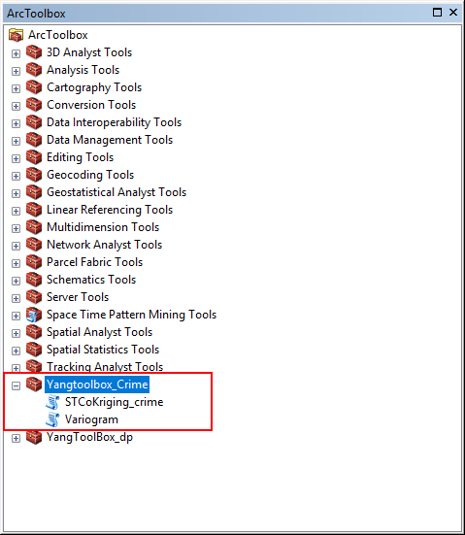 ArcToolbox
ArcToolbox
3D Analyst Tools
Analysis Tools
Cartography Tools
Conversion Tools
Data Interoperability Tools
Data Management Tools
Editing Tools
Geocoding Tools
Geostatistical Analyst Tools
Linear Referencing Tools
Multidimension Tools
Network Analyst Tools
Parcel Fabric Tools
Schematics Tools
Server Tools
Space Time Pattern Mining Tools
Spatial Analyst Tools
Spatial Statistics Tools
Tracking Analyst Tools
Yangtoolbox_Crime
STCoKriging_crime
Variogram
YangToolBox_dp